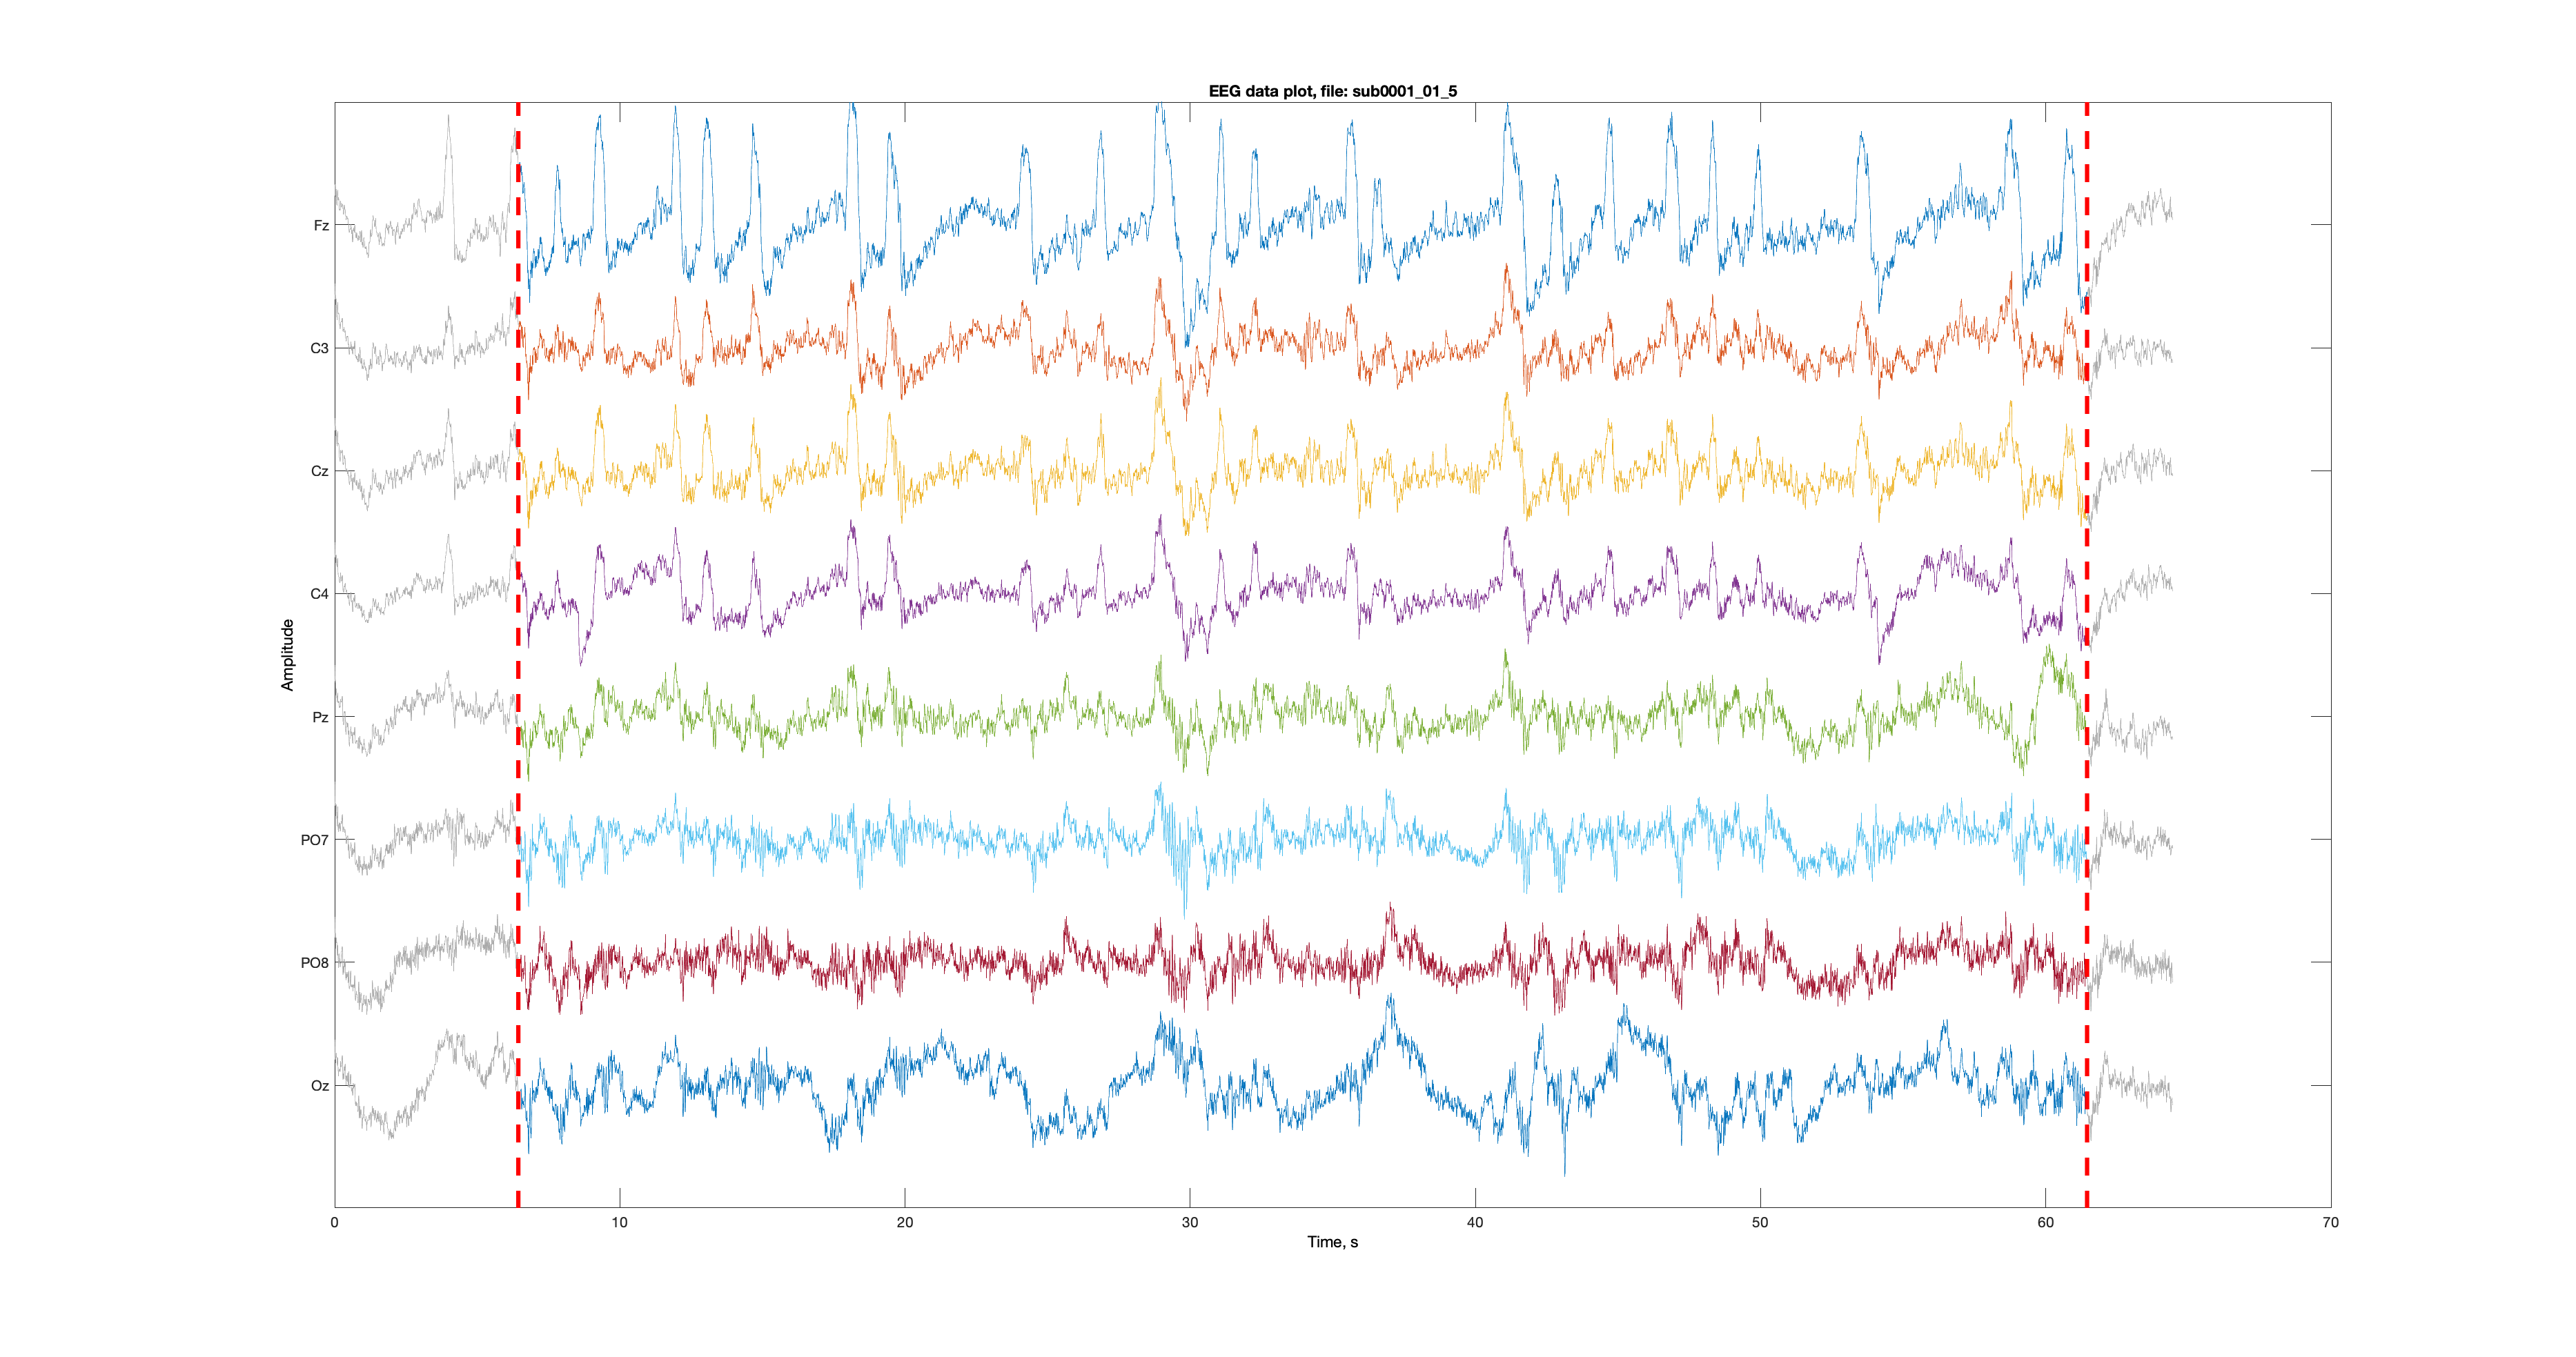 EEG data plot, file: sub0001_01_5
Fz
C3
Cz
C4
Pz
PO7
PO8
Oz
Amplitude
0 10 20 30 40 50 60 70
Time, s